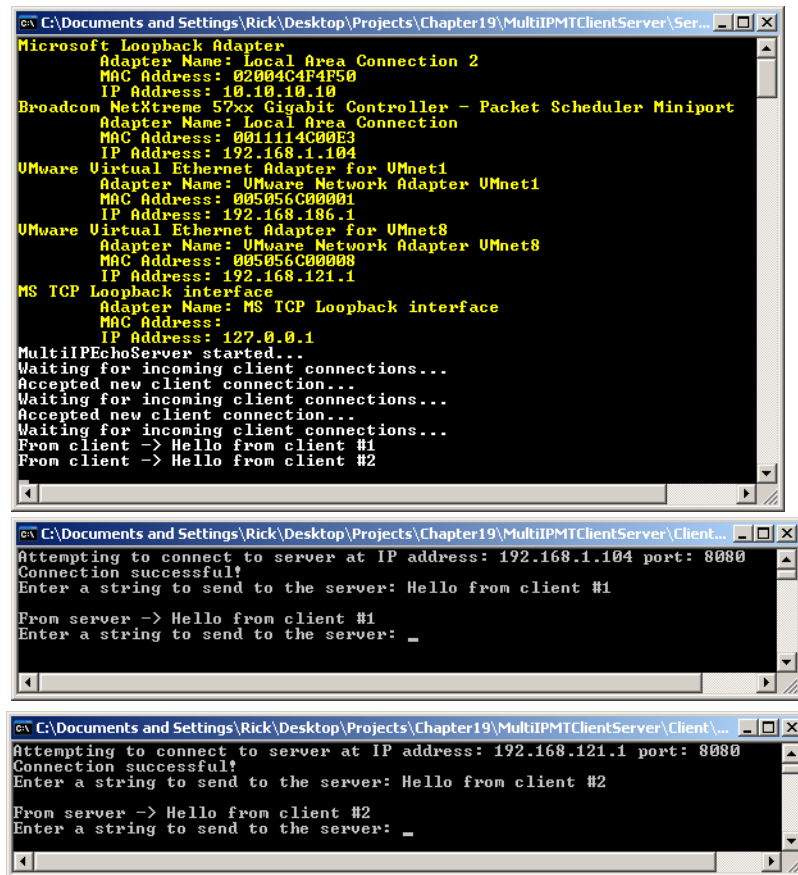 C:\Documents and Settings\Rick\Desktop\Projects\Chapter19\MultiIPMTClientServer\Ser...
Microsoft Loopback Adapter
Adapter Name: Local Area Connection 2
MAC Address: 02004C4F4F50
IP Address: 10.10.10.10
Broadcom NetXtreme 57xx Gigabit Controller - Packet Scheduler Miniport
Adapter Name: Local Area Connection
MAC Address: 0011114C00E3
IP Address: 192.168.1.104
VMware Virtual Ethernet Adapter for VMnet1
Adapter Name: VMware Network Adapter VMnet1
MAC Address: 005056C00001
IP Address: 192.168.186.1
VMware Virtual Ethernet Adapter for VMnet8
Adapter Name: VMware Network Adapter VMnet8
MAC Address: 005056C00008
IP Address: 192.168.121.1
MS TCP Loopback interface
Adapter Name: MS TCP Loopback interface
MAC Address:
IP Address: 127.0.0.1
MultiIPEchoServer started...
Waiting for incoming client connections...
Accepted new client connection...
Waiting for incoming client connections...
Accepted new client connection...
Waiting for incoming client connections...
From client -> Hello from client #1
From client -> Hello from client #2
C:\Documents and Settings\Rick\Desktop\Projects\Chapter19\MultiIPMTClientServer\Client...
Attempting to connect to server at IP address: 192.168.1.104 port: 8080
Connection successful!
Enter a string to send to the server: Hello from client #1
From server -> Hello from client #1
Enter a string to send to the server: _
C:\Documents and Settings\Rick\Desktop\Projects\Chapter19\MultiIPMTClientServer\Client\...
Attempting to connect to server at IP address: 192.168.121.1 port: 8080
Connection successful!
Enter a string to send to the server: Hello from client #2
From server -> Hello from client #2
Enter a string to send to the server: _